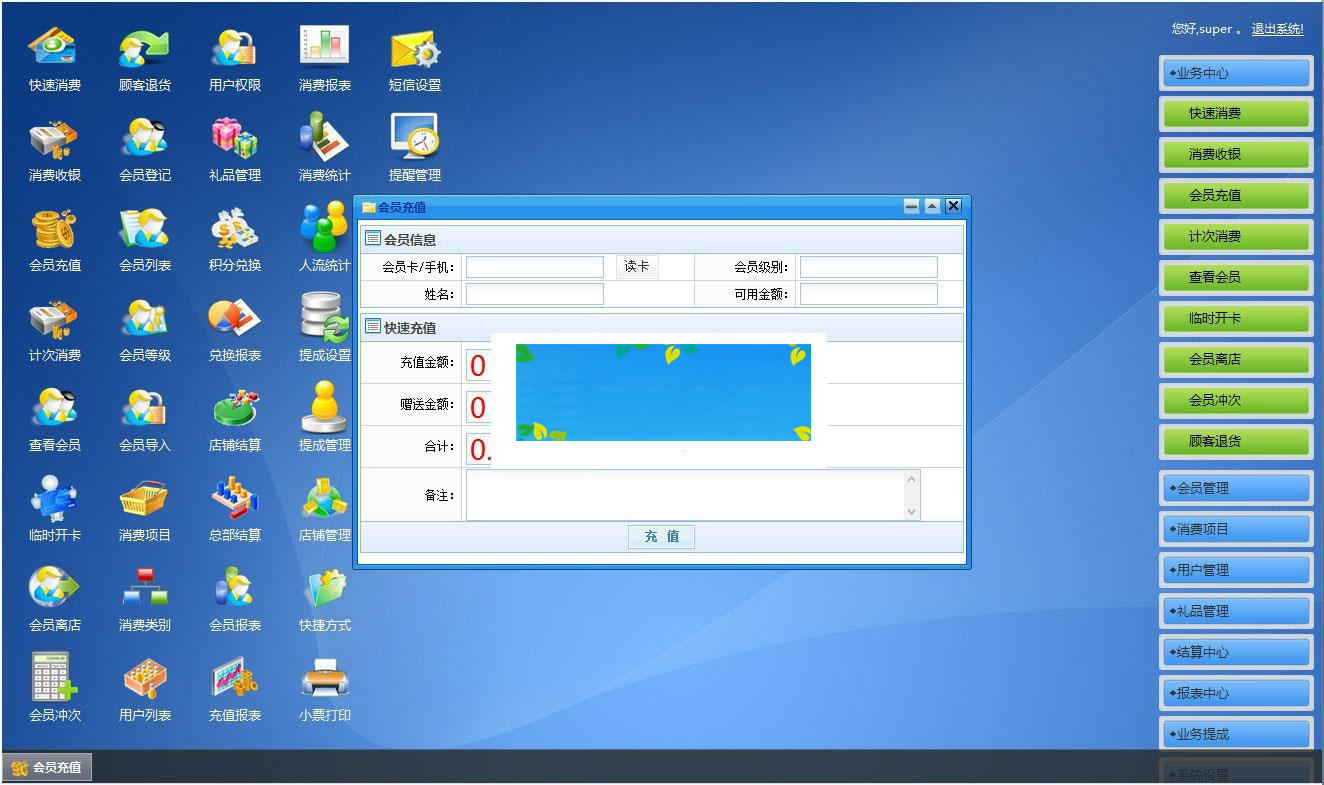 您好,super 。 退出系统!
快速消费
顾客退货
用户权限
消费报表
短信设置
消费收银
会员登记
礼品管理
消费统计
提醒管理
会员充值
会员列表
积分兑换
人流统计
计次消费
会员等级
兑换报表
提成设置
查看会员
会员导入
店铺结算
提成管理
临时开卡
消费项目
总部结算
店铺管理
会员离店
消费类别
会员报表
快捷方式
会员冲次
用户列表
充值报表
小票打印
会员充值
会员信息
会员卡/手机:
读卡
会员级别:
姓名:
可用金额:
快速充值
充值金额:
0
赠送金额:
0
合计:
0.
备注:
充 值
◆业务中心
快速消费
消费收银
会员充值
计次消费
查看会员
临时开卡
会员离店
会员冲次
顾客退货
◆会员管理
◆消费项目
◆用户管理
◆礼品管理
◆结算中心
◆报表中心
◆业务提成
◆系统设置
会员充值